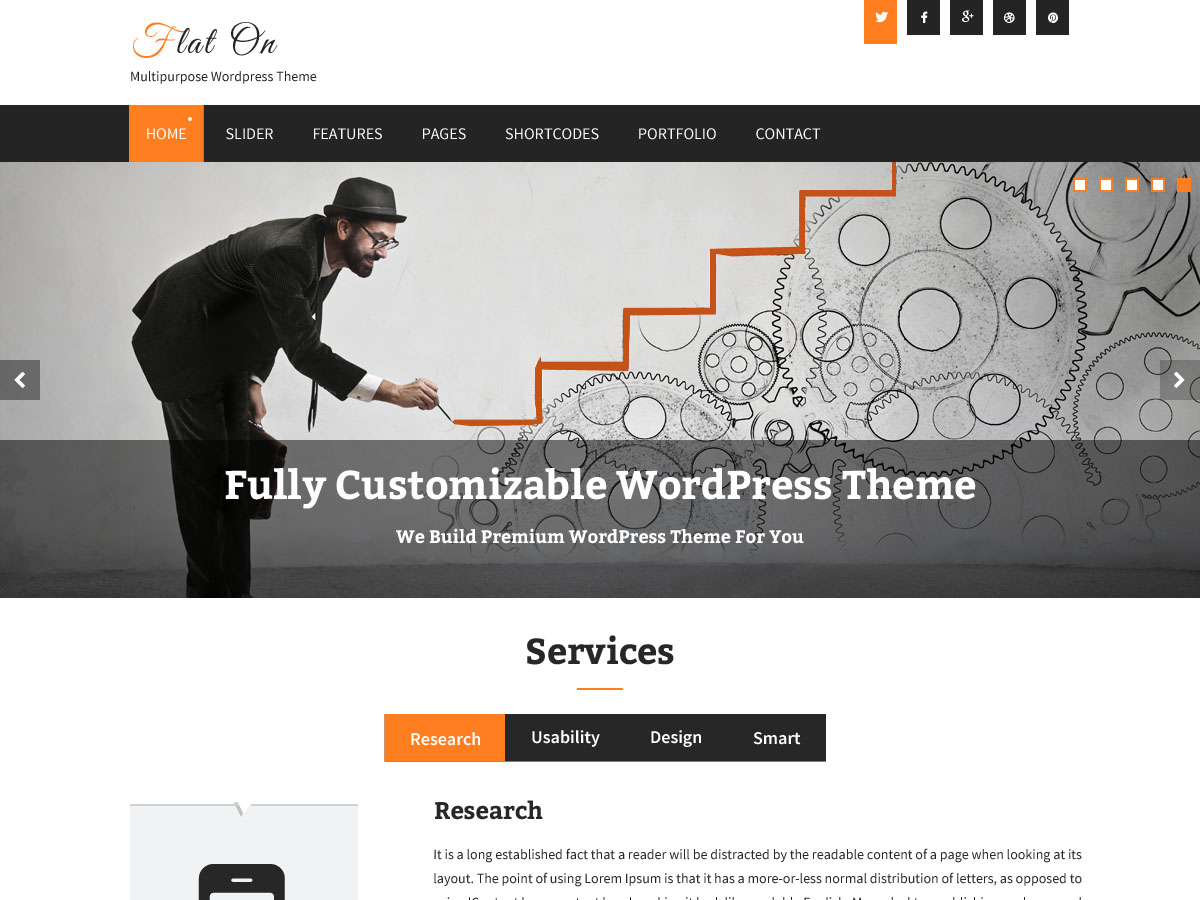 Flat On
Multipurpose Wordpress Theme
HOME SLIDER FEATURES PAGES SHORTCODES PORTFOLIO CONTACT
Fully Customizable WordPress Theme
We Build Premium WordPress Theme For You
Services
Research Usability Design Smart
Research
It is a long established fact that a reader will be distracted by the readable content of a page when looking at its
layout. The point of using Lorem Ipsum is that it has a more-or-less normal distribution of letters, as opposed to